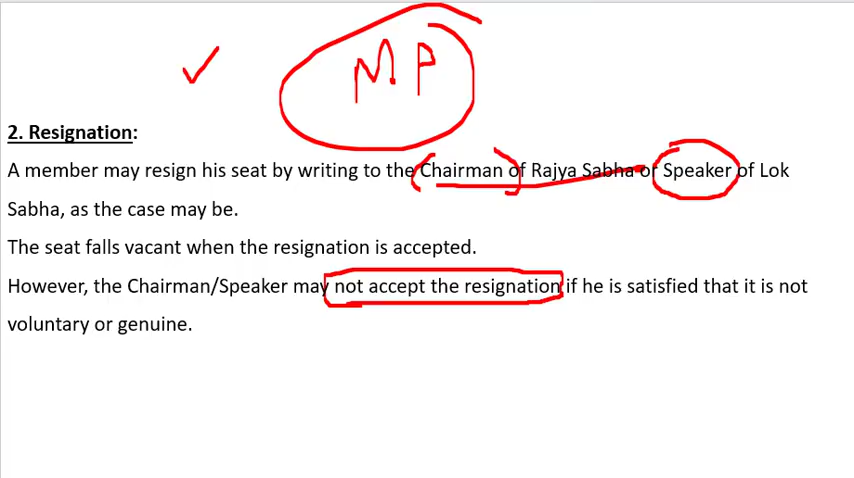 MP
2. Resignation:
A member may resign his seat by writing to the Chairman of Rajya Sabha or Speaker of Lok
Sabha, as the case may be.
The seat falls vacant when the resignation is accepted.
However, the Chairman/Speaker may not accept the resignation if he is satisfied that it is not
voluntary or genuine.